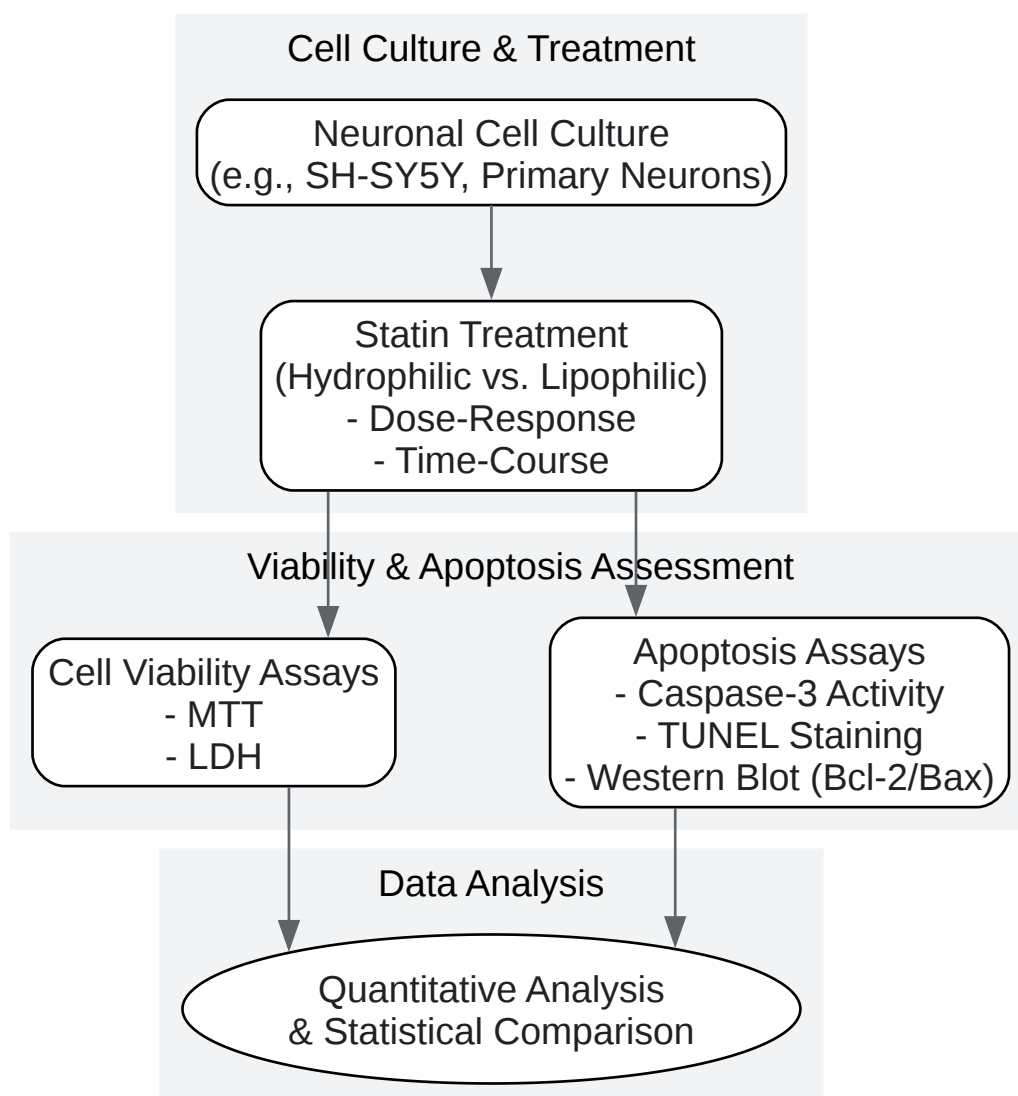 Cell Culture & Treatment
Neuronal Cell Culture
(e.g., SH-SY5Y, Primary Neurons)
Statin Treatment
(Hydrophilic vs. Lipophilic)
- Dose-Response
- Time-Course
Viability & Apoptosis Assessment
Cell Viability Assays
- MTT
- LDH
Apoptosis Assays
- Caspase-3 Activity
- TUNEL Staining
- Western Blot (Bcl-2/Bax)
Data Analysis
Quantitative Analysis
& Statistical Comparison